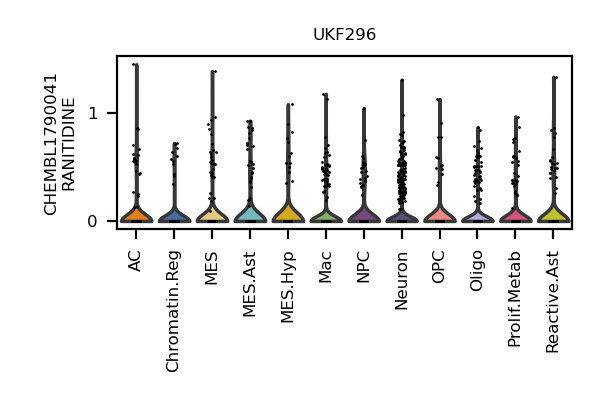 UKF296
CHEMBL1790041
RANITIDINE
1
0
AC
Chromatin.Reg
MES
MES.Ast
MES.Hyp
Mac
NPC
Neuron
OPC
Oligo
Prolif.Metab
Reactive.Ast